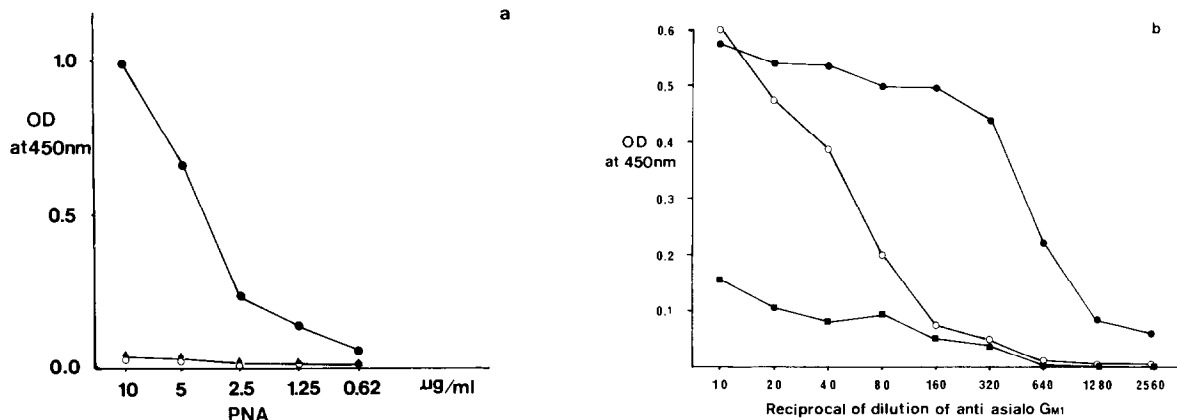 a
1.0
OD
at 450nm
0.5
0.0
10 5 2.5 1.25 0.62 µg/ml
PNA
b
0.6
0.5
OD
at 450nm
0.4
0.3
0.2
0.1
10 20 40 80 160 320 640 1280 2560
Reciprocal of dilution of anti asialo GM1